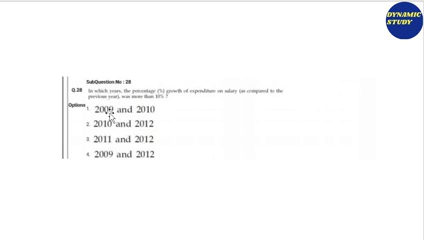 DYNAMIC
STUDY
SubQuestion No : 28
Q.28 In which years, the percentage (%) growth of expenditure on salary (as compared to the
previous year), was more than 10% ?
Options 1. 2009 and 2010
2. 2010 and 2012
3. 2011 and 2012
4. 2009 and 2012